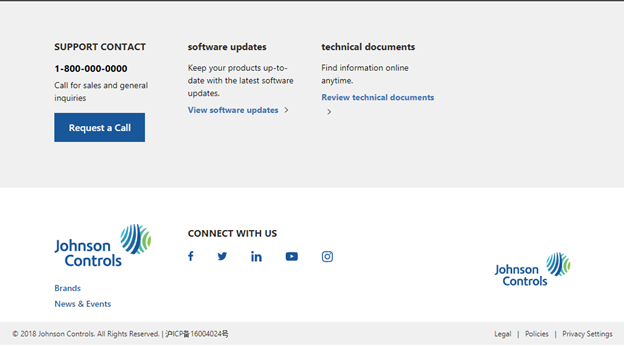 SUPPORT CONTACT
1-800-000-0000
Call for sales and general
inquiries
Request a Call
software updates
Keep your products up-to-
date with the latest software
updates.
View software updates
technical documents
Find information online
anytime.
Review technical documents
Johnson
Controls
Brands
News & Events
CONNECT WITH US
Johnson
Controls
© 2018 Johnson Controls. All Rights Reserved. | 沪ICP备16004024号
Legal | Policies | Privacy Settings